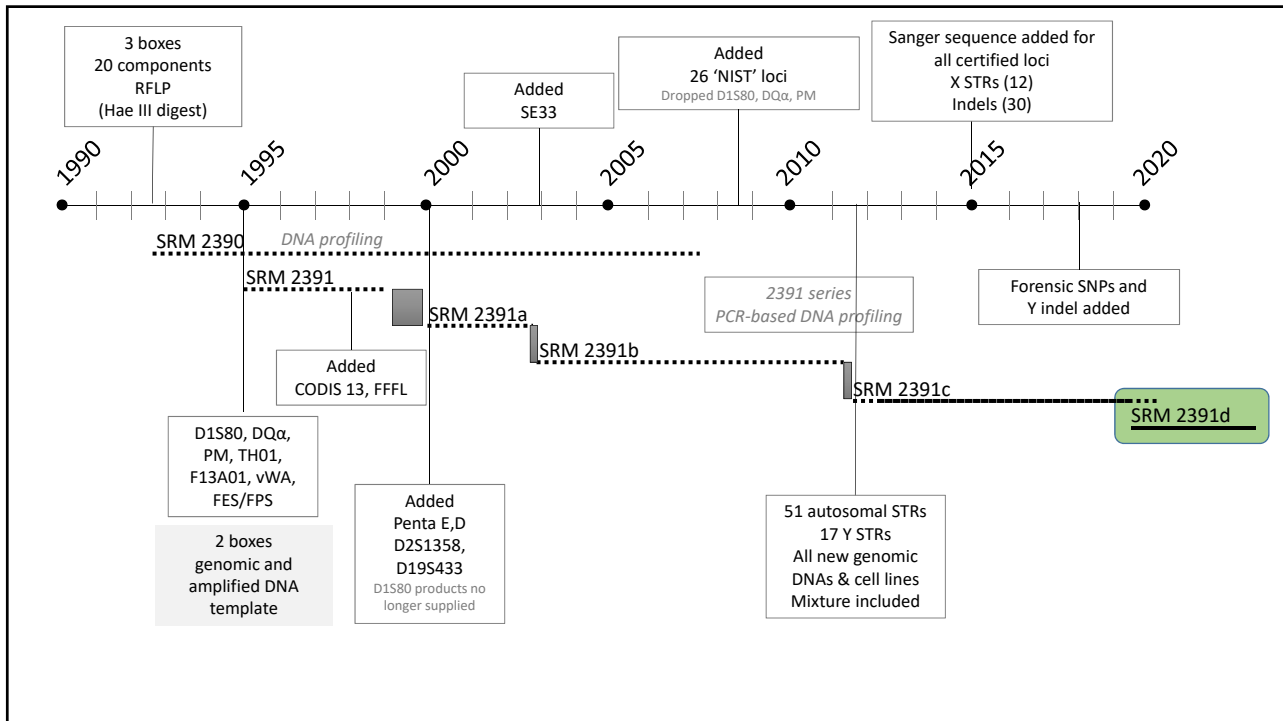 3 boxes
20 components
RFLP
(Hae III digest)
Added
SE33
Added
26 ‘NIST’ loci
Dropped D1S80, DQα, PM
Sanger sequence added for
all certified loci
X STRs (12)
Indels (30)
1990
1995
2000
2005
2010
2015
2020
SRM 2390
DNA profiling
SRM 2391
SRM 2391a
2391 series
PCR-based DNA profiling
Forensic SNPs and
Y indel added
SRM 2391b
Added
CODIS 13, FFFL
SRM 2391c
SRM 2391d
D1S80, DQα,
PM, TH01,
F13A01, vWA,
FES/FPS
2 boxes
genomic and
amplified DNA
template
Added
Penta E,D
D2S1358,
D19S433
D1S80 products no
longer supplied
51 autosomal STRs
17 Y STRs
All new genomic
DNAs & cell lines
Mixture included